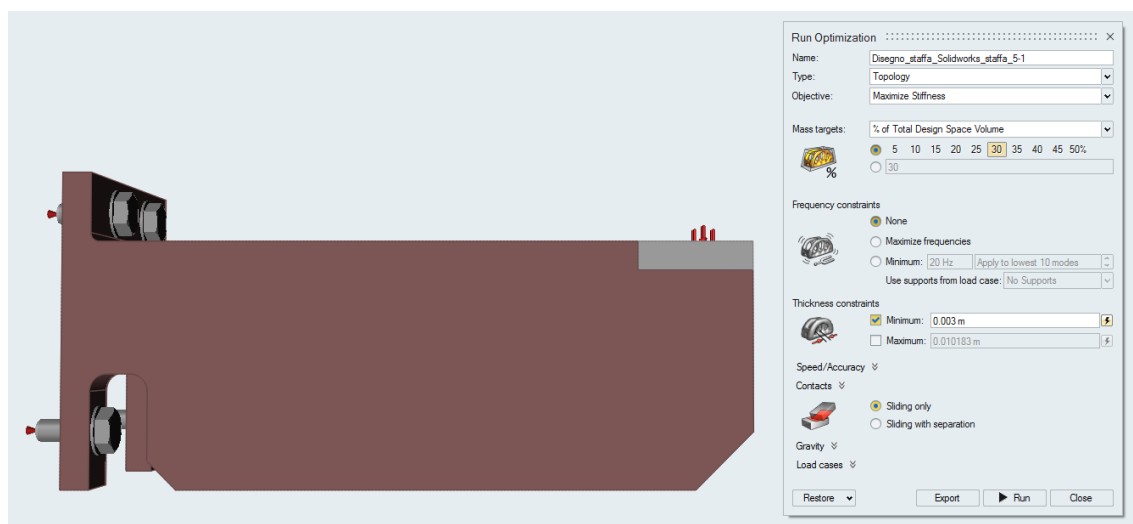 Run Optimization
Name: Disegno_staffa_Solidworks_staffa_5-1
Type: Topology
Objective: Maximize Stiffness
Mass targets: % of Total Design Space Volume
5 10 15 20 25 30 35 40 45 50%
% 30
Frequency constraints
None
Maximize frequencies
Minimum: 20 Hz Apply to lowest 10 modes
Use supports from load case: No Supports
Thickness constraints
Minimum: 0.003 m
Maximum: 0.010183 m
Speed/Accuracy
Contacts
Sliding only
Sliding with separation
Gravity
Load cases
Restore Export Run Close